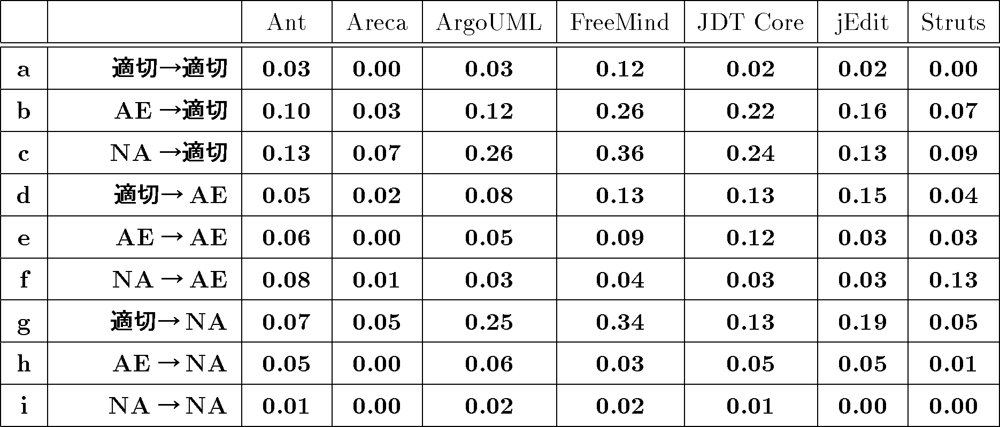 Ant Areca ArgoUML FreeMind JDT Core jEdit Struts
a 適切→適切 0.03 0.00 0.03 0.12 0.02 0.02 0.00
b AE →適切 0.10 0.03 0.12 0.26 0.22 0.16 0.07
c NA →適切 0.13 0.07 0.26 0.36 0.24 0.13 0.09
d 適切→ AE 0.05 0.02 0.08 0.13 0.13 0.15 0.04
e AE → AE 0.06 0.00 0.05 0.09 0.12 0.03 0.03
f NA → AE 0.08 0.01 0.03 0.04 0.03 0.03 0.13
g 適切→ NA 0.07 0.05 0.25 0.34 0.13 0.19 0.05
h AE → NA 0.05 0.00 0.06 0.03 0.05 0.05 0.01
i NA → NA 0.01 0.00 0.02 0.02 0.01 0.00 0.00